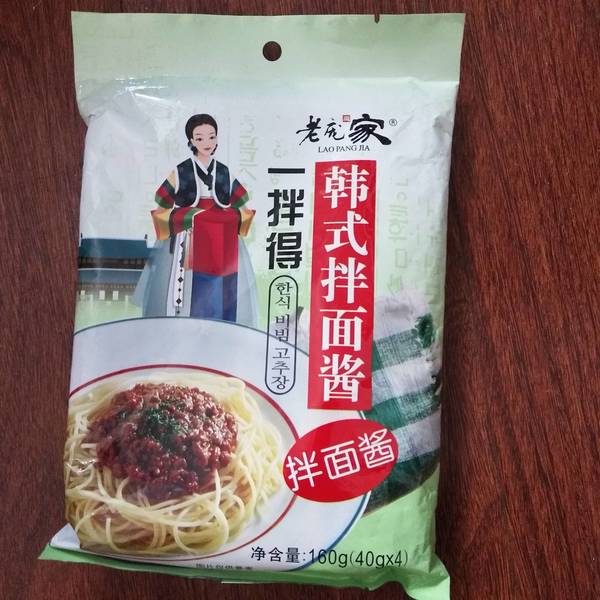 老庞家®
LAO PANG JIA
韩式拌面酱
一拌得
한식 비빔 고추장
拌面酱
净含量:160g(40gx4)